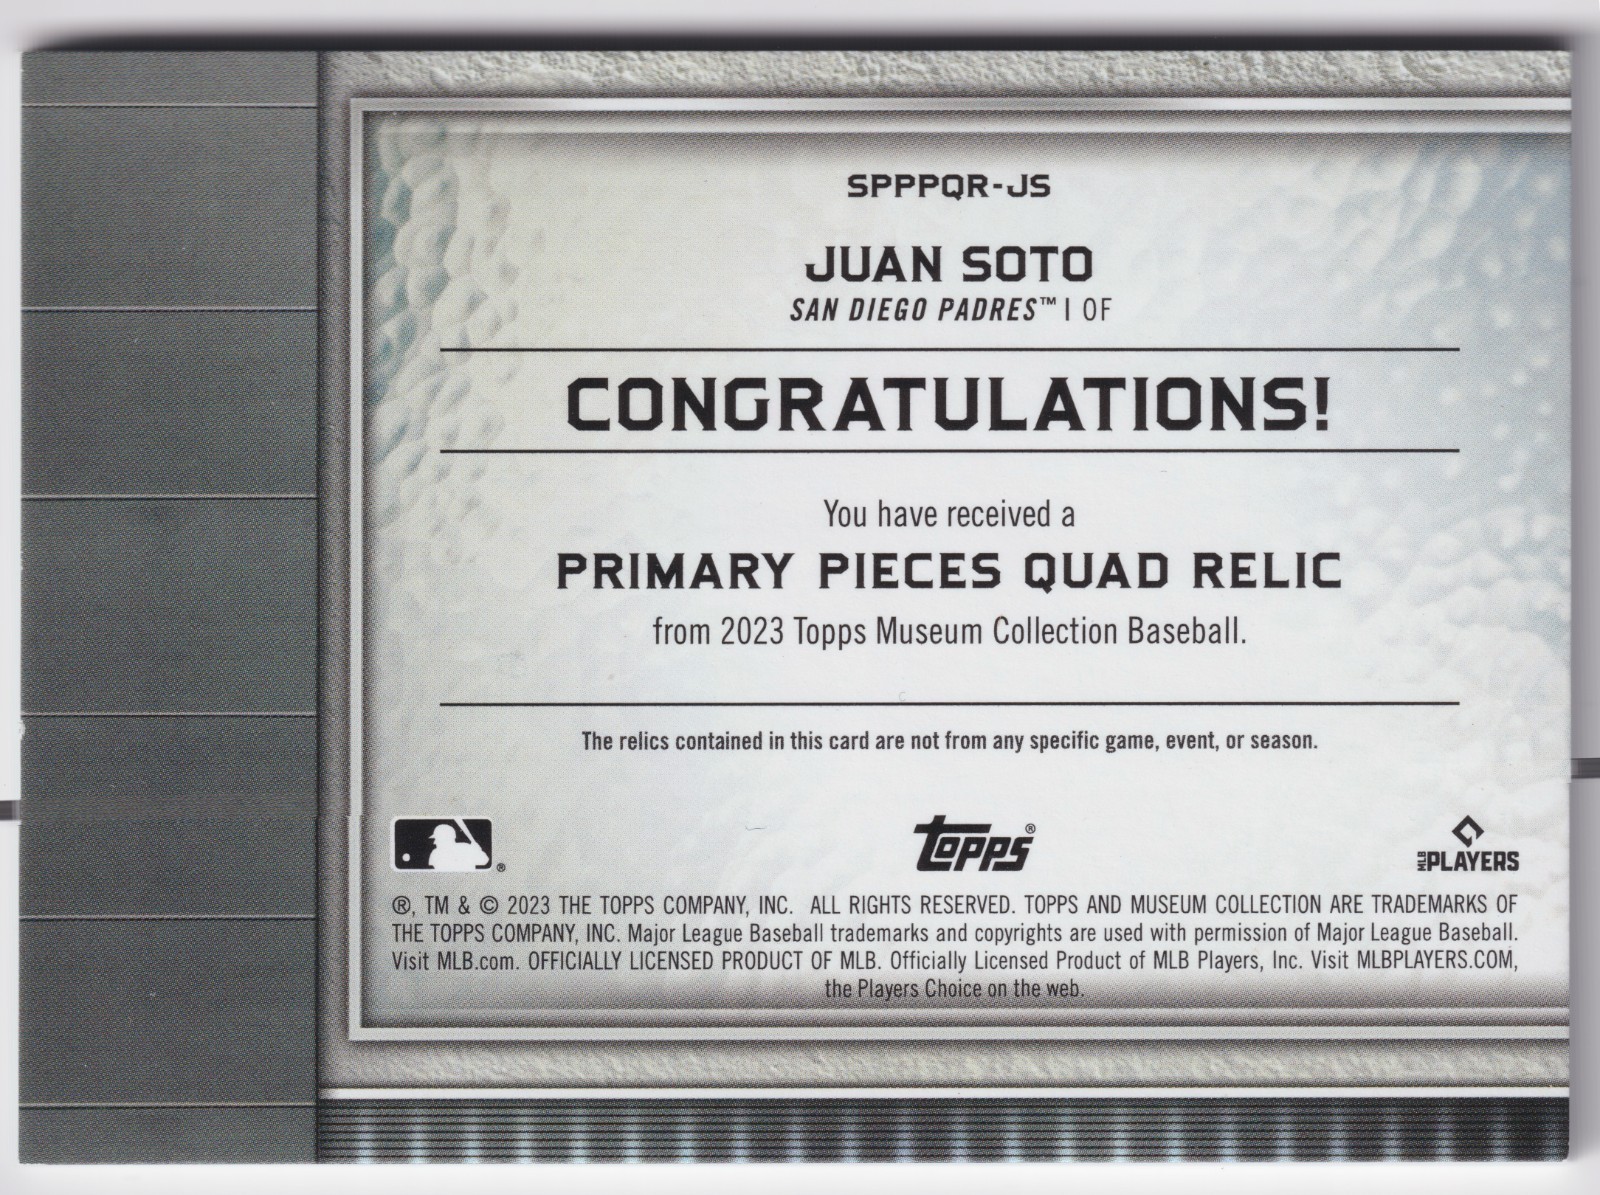 SPPPQR-JS
JUAN SOTO
SAN DIEGO PADRES™ | OF
CONGRATULATIONS!
You have received a
PRIMARY PIECES QUAD RELIC
from 2023 Topps Museum Collection Baseball.
The relics contained in this card are not from any specific game, event, or season.
®
Topps®
MLB PLAYERS
®, TM & © 2023 THE TOPPS COMPANY, INC. ALL RIGHTS RESERVED. TOPPS AND MUSEUM COLLECTION ARE TRADEMARKS OF
THE TOPPS COMPANY, INC. Major League Baseball trademarks and copyrights are used with permission of Major League Baseball.
Visit MLB.com. OFFICIALLY LICENSED PRODUCT OF MLB. Officially Licensed Product of MLB Players, Inc. Visit MLBPLAYERS.COM,
the Players Choice on the web.